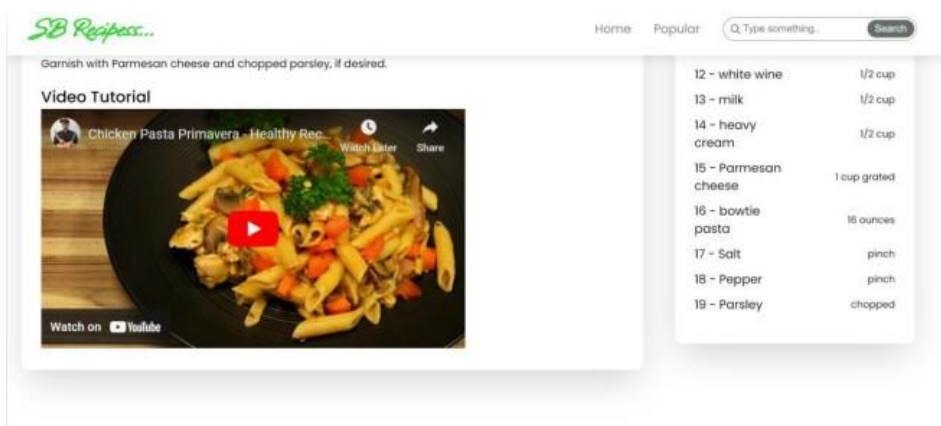 SB Recipess...
Home Popular Type something.. Search
Garnish with Parmesan cheese and chopped parsley, if desired.
Video Tutorial
Chicken Pasta Primavera - Healthy Rec...
Watch Later Share
Watch on YouTube
12 - white wine 1/2 cup
13 - milk 1/2 cup
14 - heavy
cream 1/2 cup
15 - Parmesan
cheese 1 cup grated
16 - bowtie
pasta 16 ounces
17 - Salt pinch
18 - Pepper pinch
19 - Parsley chopped